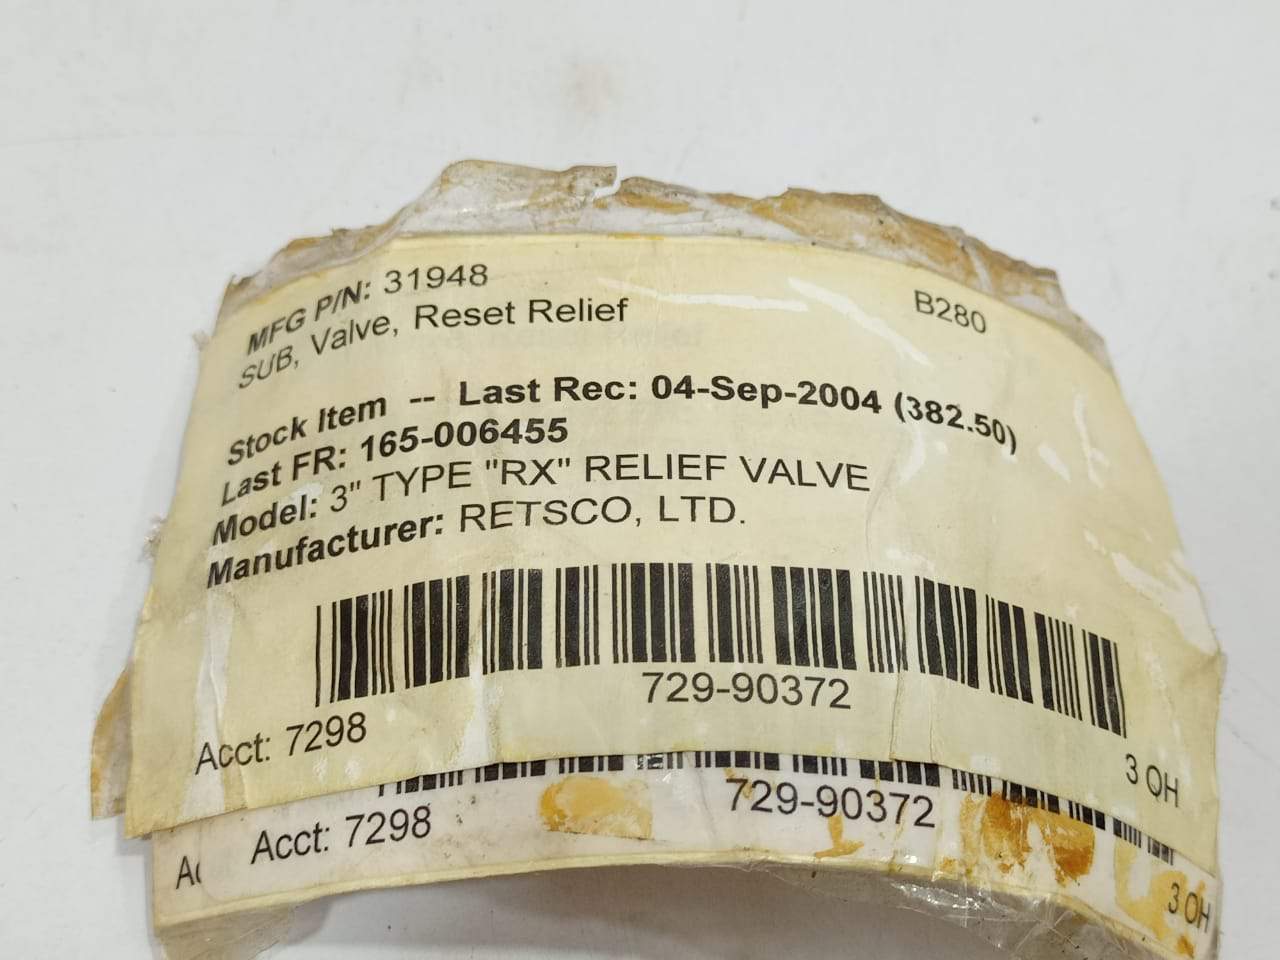 MFG P/N: 31948
B280
SUB, Valve, Reset Relief
Stock Item -- Last Rec: 04-Sep-2004 (382.50)
Last FR: 165-006455
Model: 3" TYPE "RX" RELIEF VALVE
Manufacturer: RETSCO, LTD.
729-90372
Acct: 7298
3 OH
729-90372
Acct: 7298
3 OH